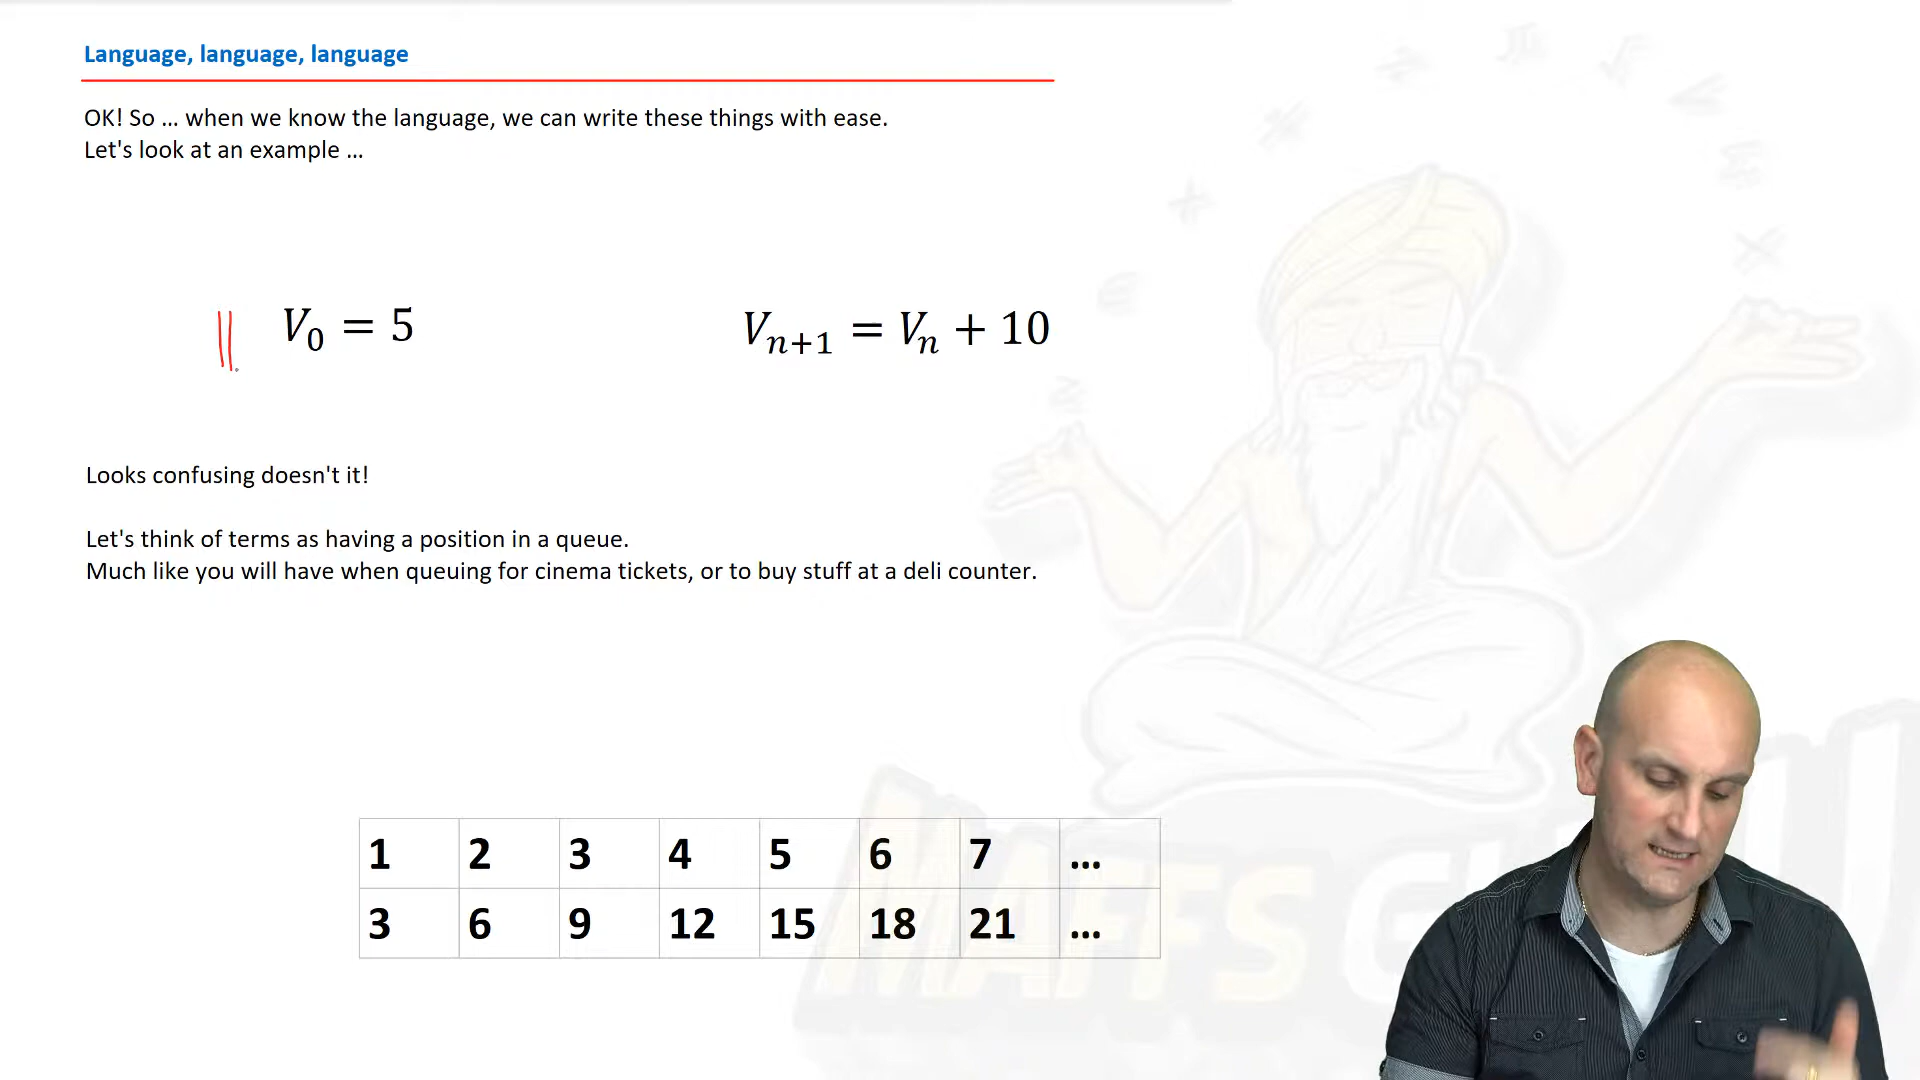 Language, language, language
OK! So ... when we know the language, we can write these things with ease.
Let's look at an example ...
V₀ = 5
Vₙ₊₁ = Vₙ + 10
Looks confusing doesn't it!
Let's think of terms as having a position in a queue.
Much like you will have when queuing for cinema tickets, or to buy stuff at a deli counter.
1 2 3 4 5 6 7 ...
3 6 9 12 15 18 21 ...
MAFFS GU